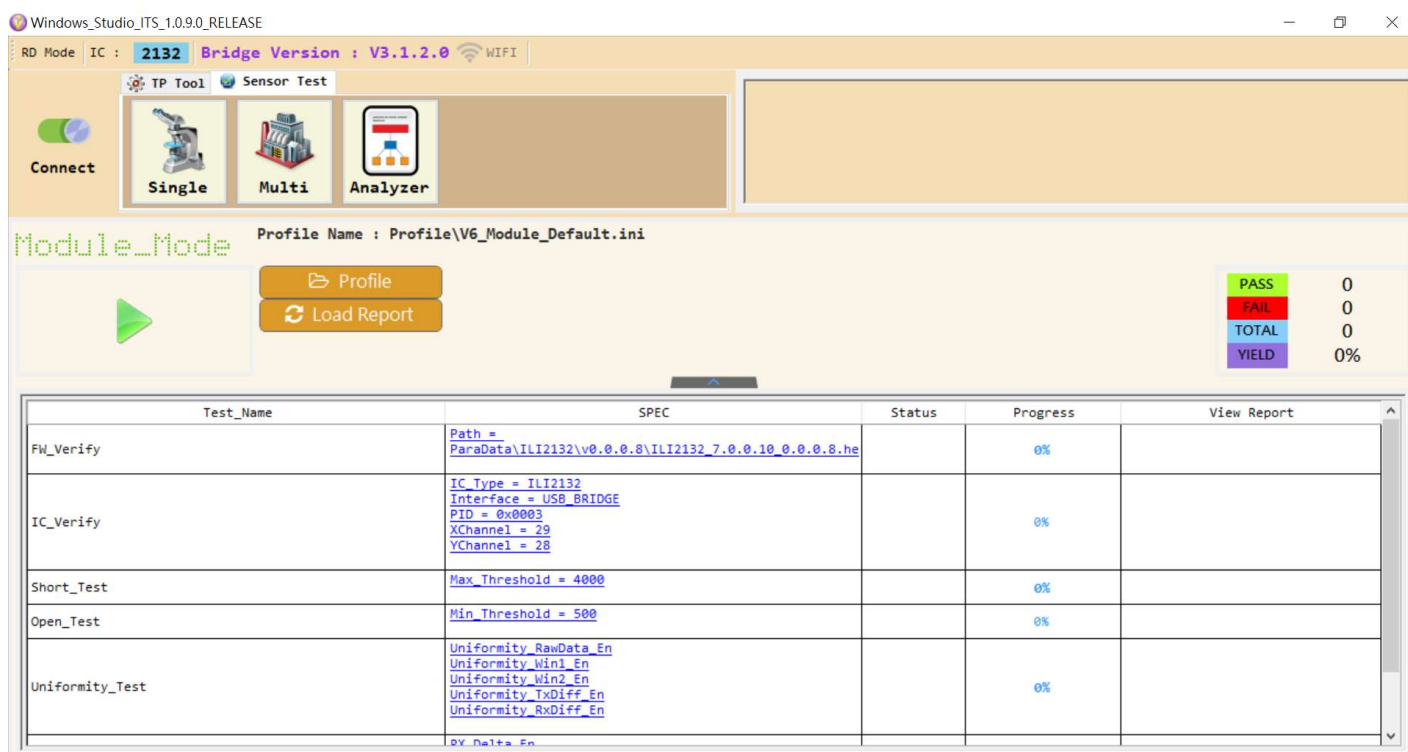 Windows_Studio_ITS_1.0.9.0_RELEASE
RD Mode IC : 2132 Bridge Version : V3.1.2.0 WIFI
TP Tool Sensor Test
Connect
Single Multi Analyzer
Module_Mode
Profile Name : Profile\V6_Module_Default.ini
Profile
Load Report
PASS 0
FAIL 0
TOTAL 0
YIELD 0%
Test_Name SPEC Status Progress View Report
FW_Verify
Path =
ParaData\ILI2132\v0.0.0.8\ILI2132_7.0.0.10_0.0.0.8.he
0%
IC_Verify
IC_Type = ILI2132
Interface = USB_BRIDGE
PID = 0x0003
XChannel = 29
YChannel = 28
0%
Short_Test Max_Threshold = 4000 0%
Open_Test Min_Threshold = 500 0%
Uniformity_Test
Uniformity_RawData_En
Uniformity_Win1_En
Uniformity_Win2_En
Uniformity_TxDiff_En
Uniformity_RxDiff_En
0%
RX_Delta_En